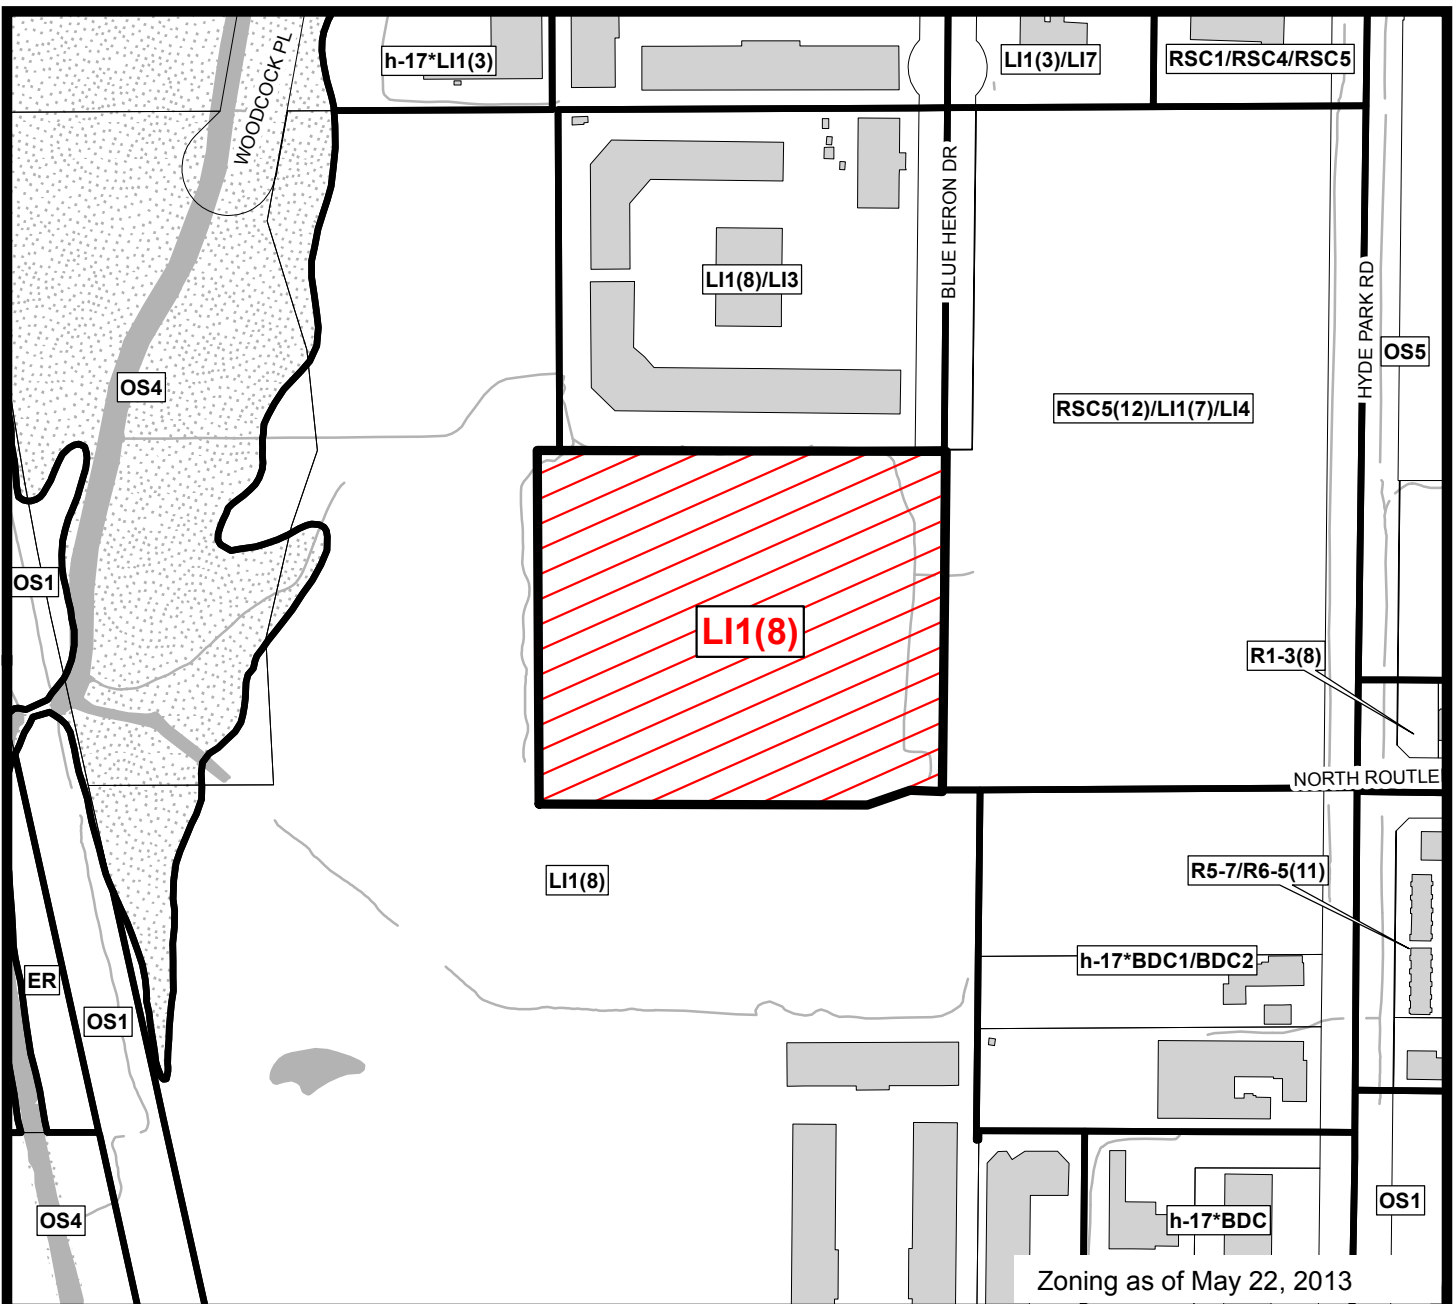 WOODCOCK PL
h-17*LI1(3)
LI1(3)/LI7
RSC1/RSC4/RSC5
BLUE HERON DR
LI1(8)/LI3
HYDE PARK RD
OS5
OS4
RSC5(12)/LI1(7)/LI4
OS1
LI1(8)
R1-3(8)
NORTH ROUTLE
LI1(8)
R5-7/R6-5(11)
h-17*BDC1/BDC2
ER
OS1
OS4
h-17*BDC
OS1
Zoning as of May 22, 2013